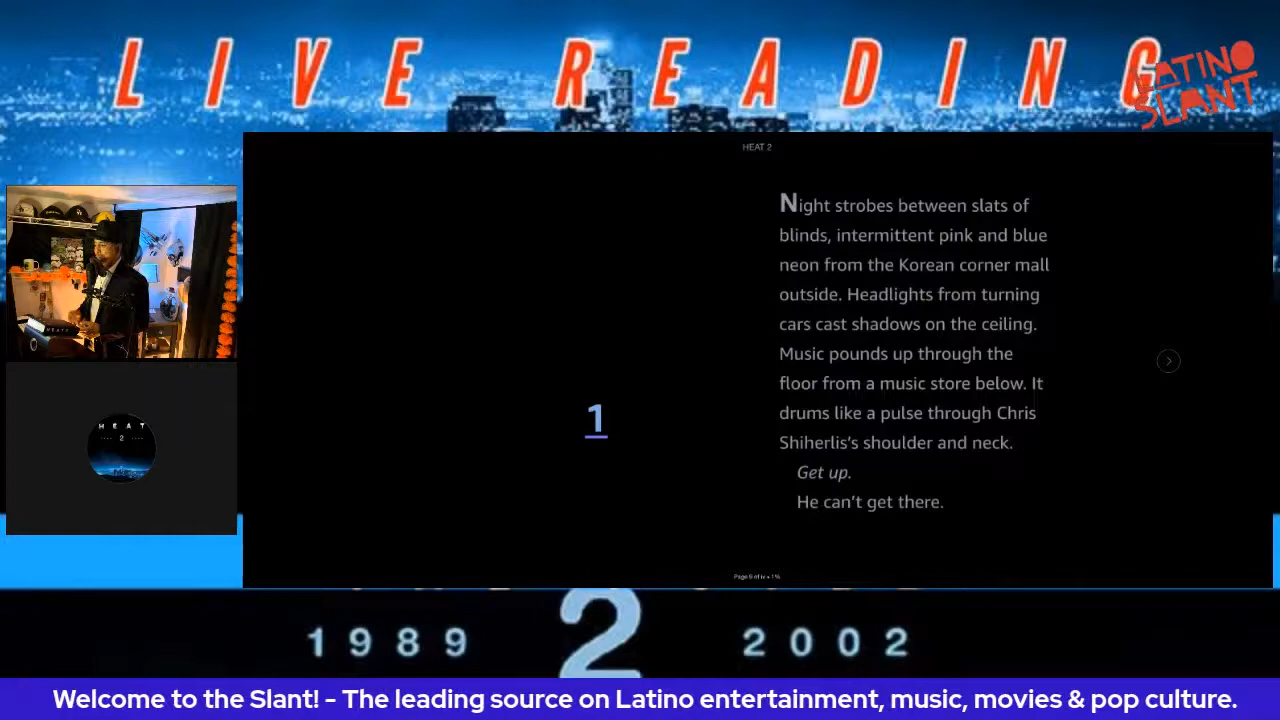 LIVE READING
LATINO
SLANT
HEAT 2
Night strobes between slats of
blinds, intermittent pink and blue
neon from the Korean corner mall
outside. Headlights from turning
cars cast shadows on the ceiling.
Music pounds up through the
floor from a music store below. It
drums like a pulse through Chris
Shiherlis’s shoulder and neck.
Get up.
He can’t get there.
1
HEAT
2
HEAT
1989 2 2002
Welcome to the Slant! - The leading source on Latino entertainment, music, movies & pop culture.